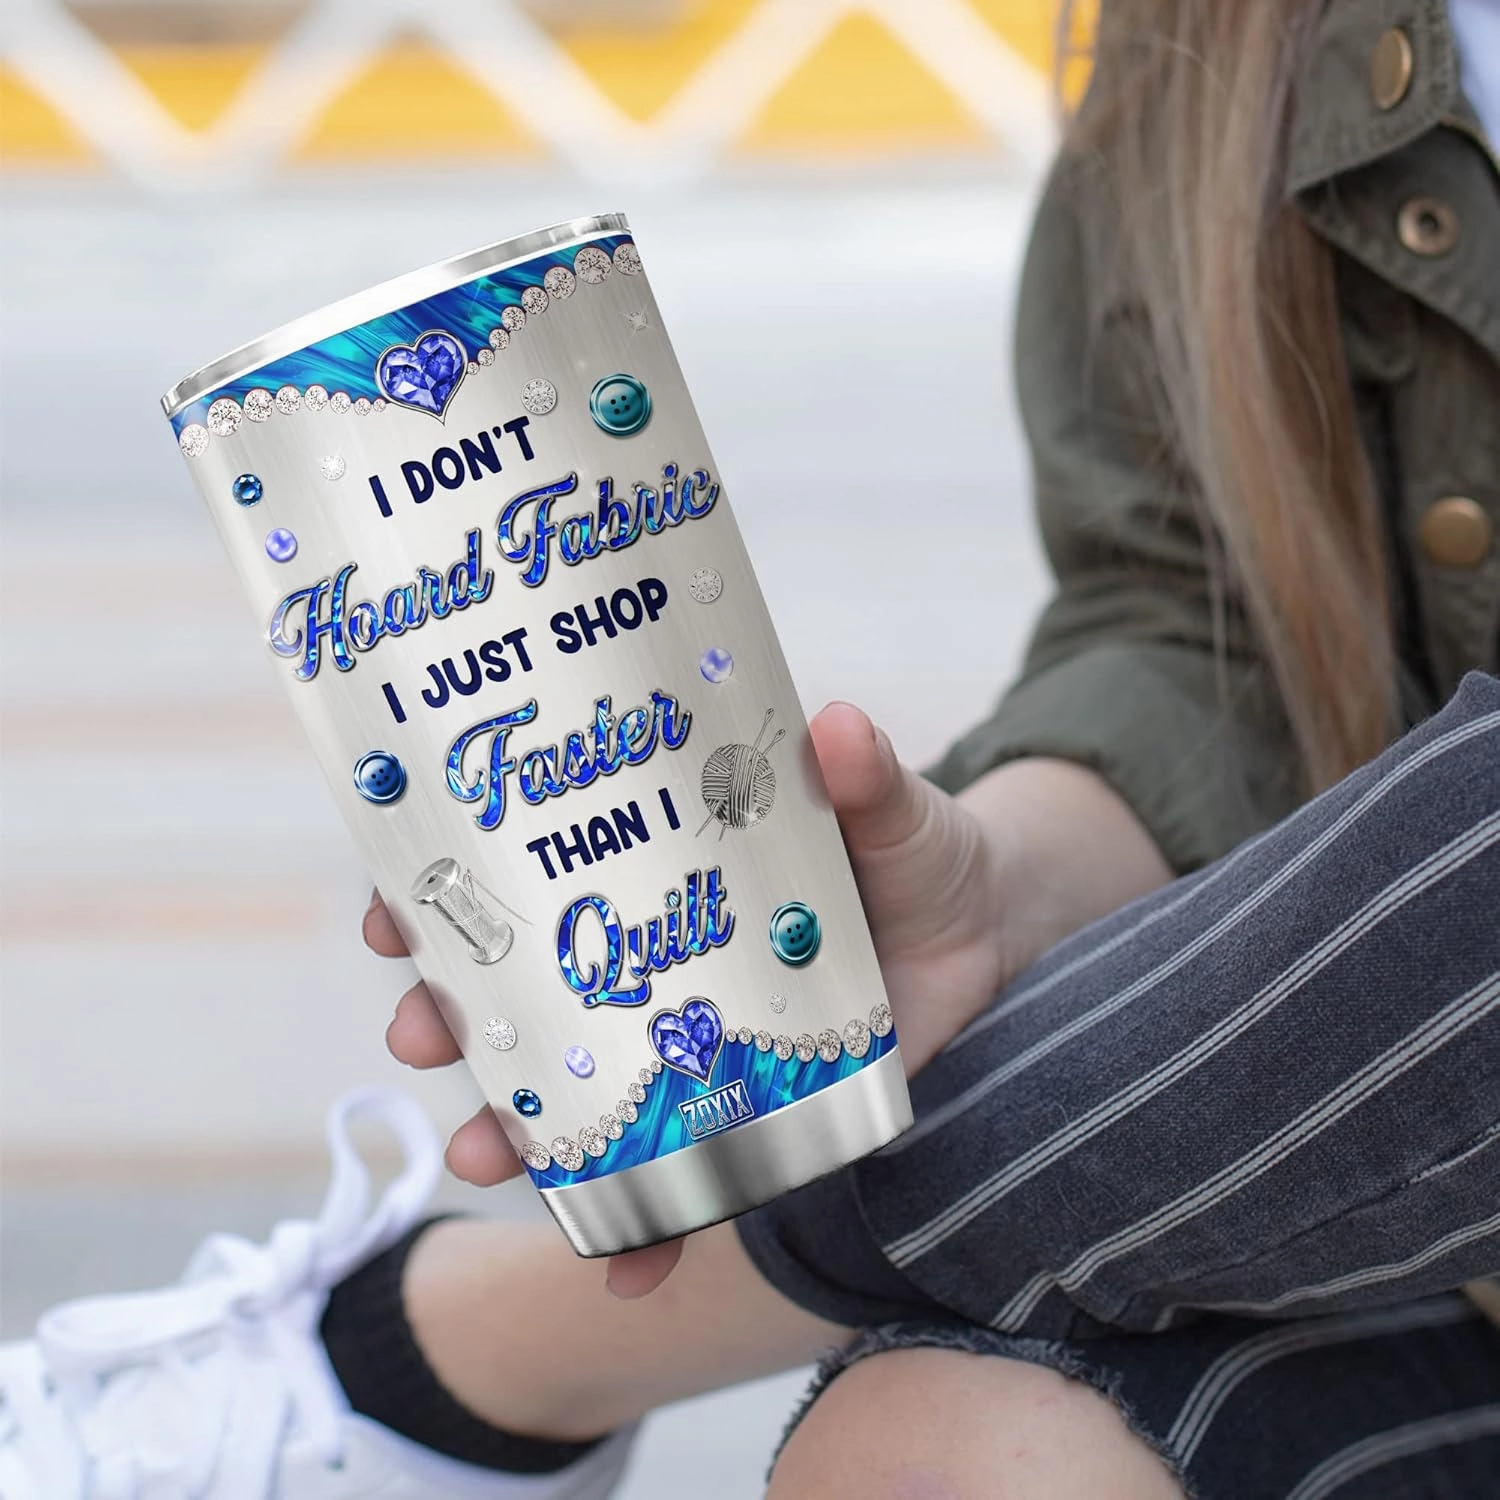 I DON'T
Hoard Fabric
I JUST SHOP
Faster
THAN I
Quilt
ZOXIX